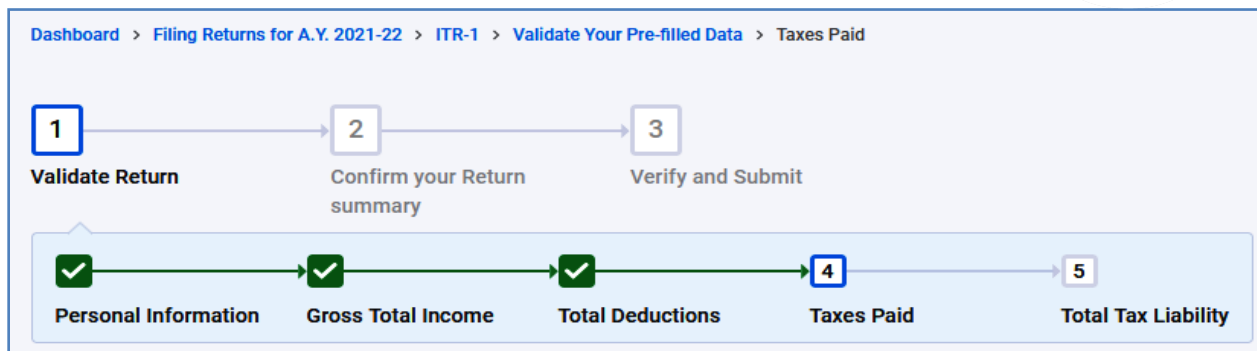 Dashboard > Filing Returns for A.Y. 2021-22 > ITR-1 > Validate Your Pre-filled Data > Taxes Paid
1 2 3
Validate Return Confirm your Return summary Verify and Submit
4 5
Personal Information Gross Total Income Total Deductions Taxes Paid Total Tax Liability